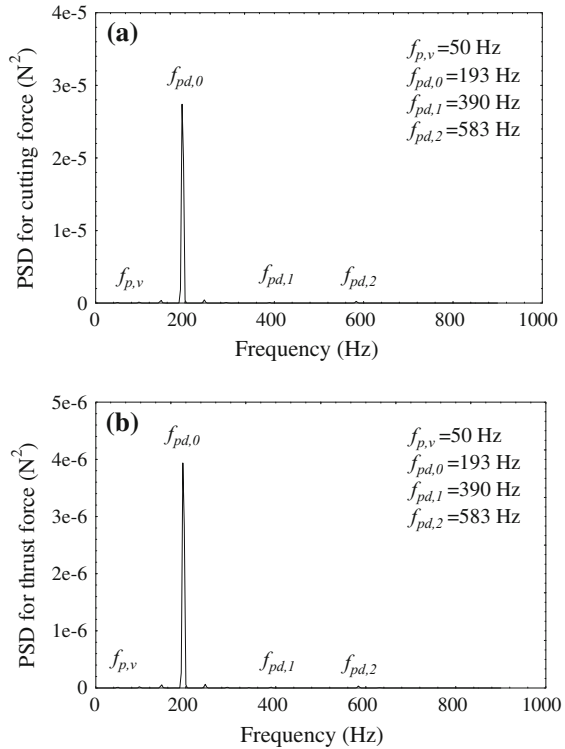 (a)
4e-5
3e-5
2e-5
1e-5
0
PSD for cutting force (N²)
f_{pd,0}
f_{p,v}=50 Hz
f_{pd,0}=193 Hz
f_{pd,1}=390 Hz
f_{pd,2}=583 Hz
f_{p,v}
f_{pd,1}
f_{pd,2}
0 200 400 600 800 1000
Frequency (Hz)
(b)
5e-6
4e-6
3e-6
2e-6
1e-6
0
PSD for thrust force (N²)
f_{pd,0}
f_{p,v}=50 Hz
f_{pd,0}=193 Hz
f_{pd,1}=390 Hz
f_{pd,2}=583 Hz
f_{p,v}
f_{pd,1}
f_{pd,2}
0 200 400 600 800 1000
Frequency (Hz)